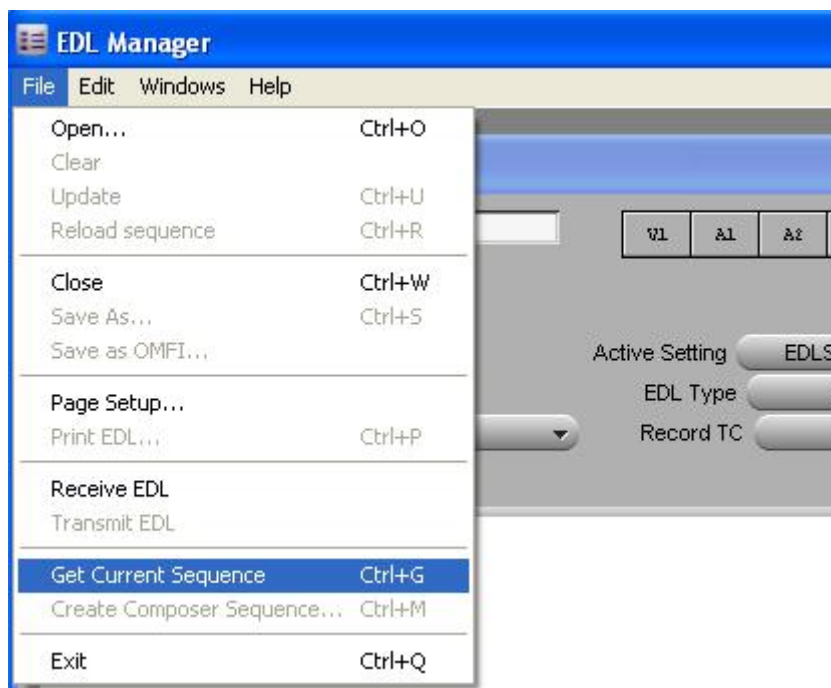 EDL Manager
File Edit Windows Help
Open... Ctrl+O
Clear
Update Ctrl+U
Reload sequence Ctrl+R
Close Ctrl+W
Save As... Ctrl+S
Save as OMFI...
Page Setup...
Print EDL... Ctrl+P
Receive EDL
Transmit EDL
Get Current Sequence Ctrl+G
Create Composer Sequence... Ctrl+M
Exit Ctrl+Q
V1 A1 A2
Active Setting EDLS
EDL Type
Record TC